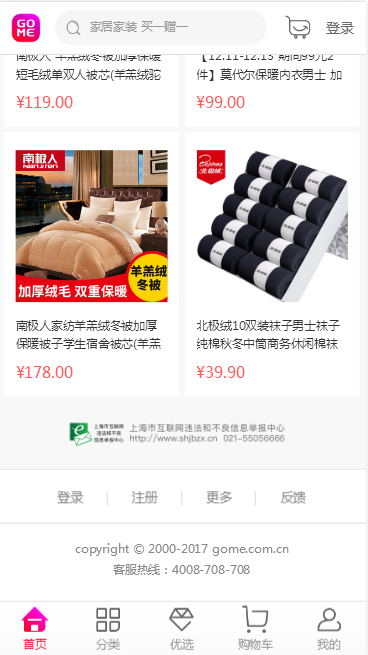 GO
ME
家居家装 买一赠一
登录
南极人 羊羔绒冬被加厚保暖
短毛绒单双人被芯(羊羔绒驼
¥119.00
【12.11-12.13 期间99元2
件】莫代尔保暖内衣男士 加
¥99.00
南极人
NanJiren
羊羔绒
冬被
加厚绒毛 双重保暖
南极人家纺羊羔绒冬被加厚
保暖被子学生宿舍被芯(羊羔
¥178.00
北极绒
北极绒10双装袜子男士袜子
纯棉秋冬中筒商务休闲棉袜
¥39.90
上海市互联网
违法和不良
信息举报中心
上海市互联网违法和不良信息举报中心
http://www.shjbzx.cn 021-55056666
登录
注册
更多
反馈
copyright © 2000-2017 gome.com.cn
客服热线：4008-708-708
首页
分类
优选
购物车
我的